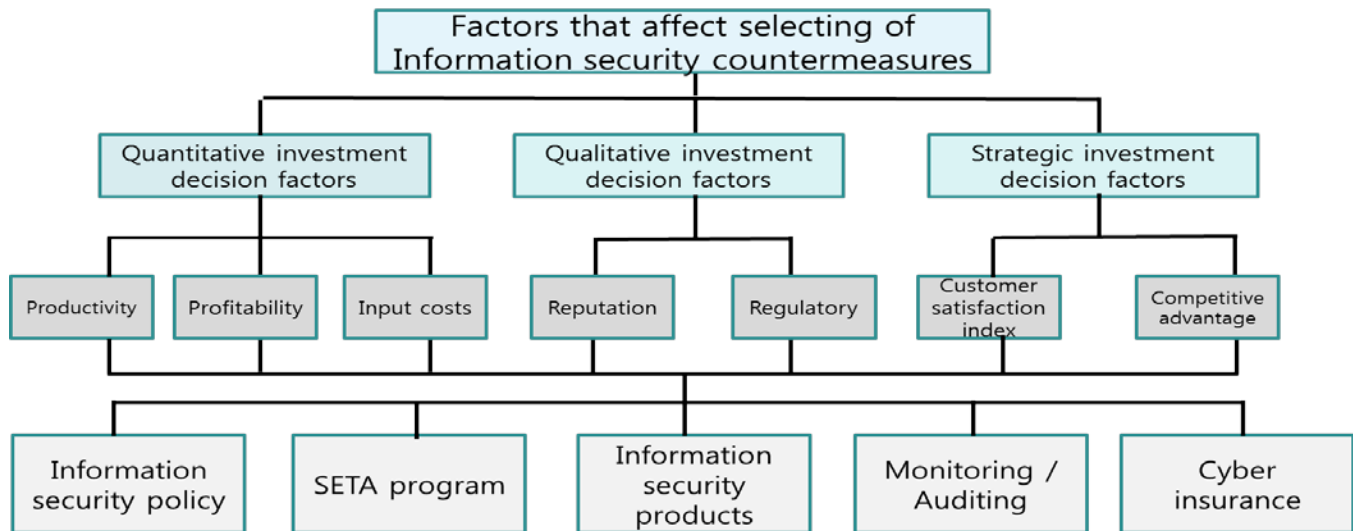 Factors that affect selecting of
Information security countermeasures
Quantitative investment
decision factors
Qualitative investment
decision factors
Strategic investment
decision factors
Productivity
Profitability
Input costs
Reputation
Regulatory
Customer
satisfaction
index
Competitive
advantage
Information
security policy
SETA program
Information
security
products
Monitoring /
Auditing
Cyber
insurance